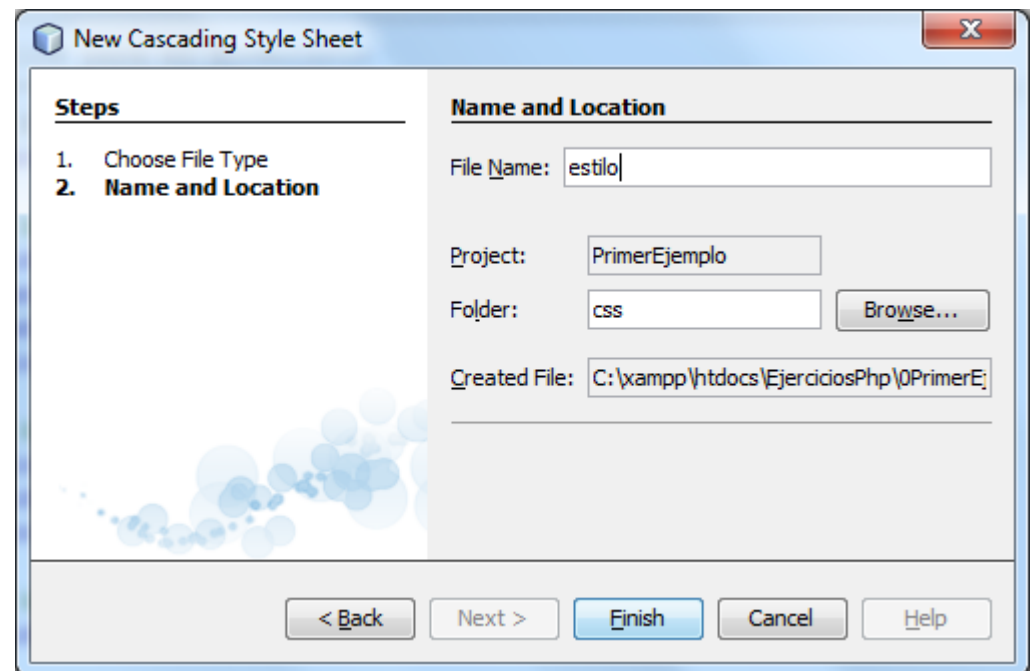 New Cascading Style Sheet
Steps
1. Choose File Type
2. Name and Location
Name and Location
File Name: estilo
Project: PrimerEjemplo
Folder: css Browse...
Created File: C:\xampp\htdocs\EjerciciosPhp\0PrimerEj
< Back Next > Finish Cancel Help